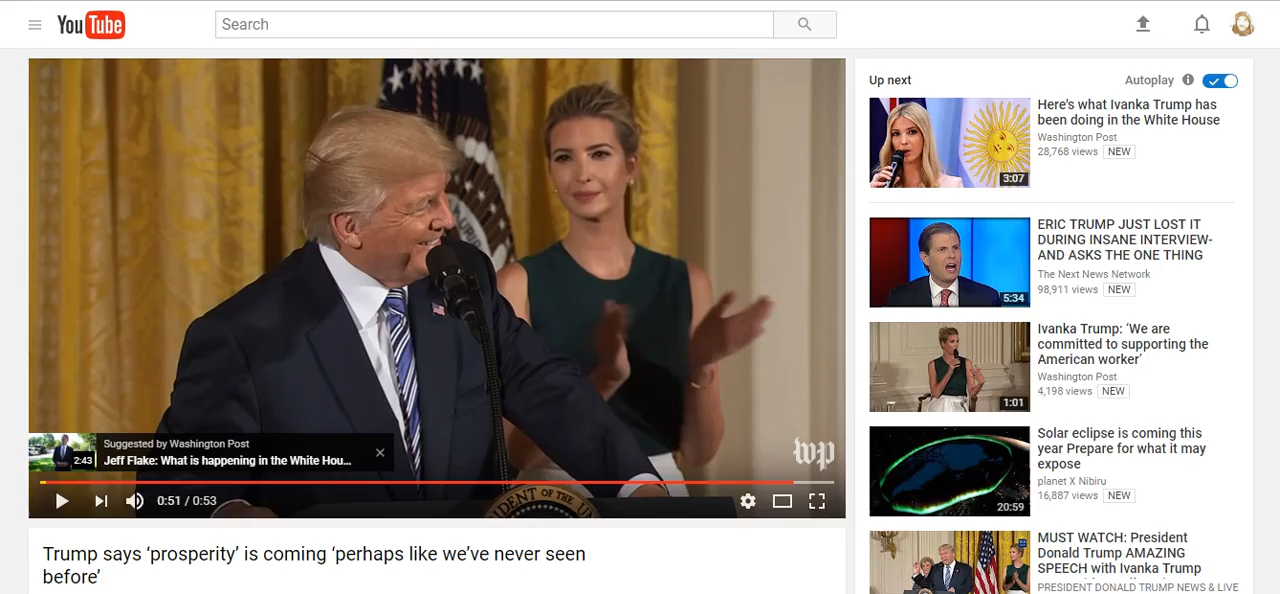 YouTube
Search
Suggested by Washington Post
2:43
Jeff Flake: What is happening in the White Hou...
wp
0:51 / 0:53
DENT OF THE U
Trump says ‘prosperity’ is coming ‘perhaps like we’ve never seen
before’
Up next
Autoplay
Here's what Ivanka Trump has
been doing in the White House
Washington Post
28,768 views NEW
3:07
ERIC TRUMP JUST LOST IT
DURING INSANE INTERVIEW-
AND ASKS THE ONE THING
The Next News Network
98,911 views NEW
5:34
Ivanka Trump: ‘We are
committed to supporting the
American worker’
Washington Post
4,198 views NEW
1:01
Solar eclipse is coming this
year Prepare for what it may
expose
planet X Nibiru
16,887 views NEW
20:59
MUST WATCH: President
Donald Trump AMAZING
SPEECH with Ivanka Trump
PRESIDENT DONALD TRUMP NEWS & LIVE